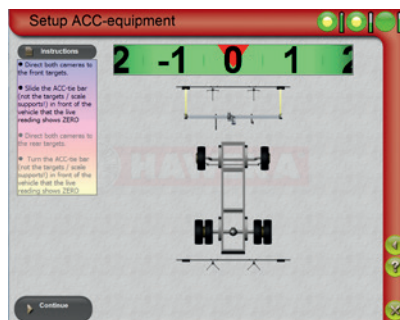 Setup ACC-equipment
Instructions
2 -1 0 1 2
Direct both cameras to
the front targets.
Slide the ACC-tie bar
(not the targets / scale
supports!) in front of the
vehicle that the live
reading shows ZERO
Direct both cameras to
the rear targets.
Turn the ACC-tie bar
(not the targets / scale
supports!) in front of the
vehicle that the live
reading shows ZERO
Continue
?